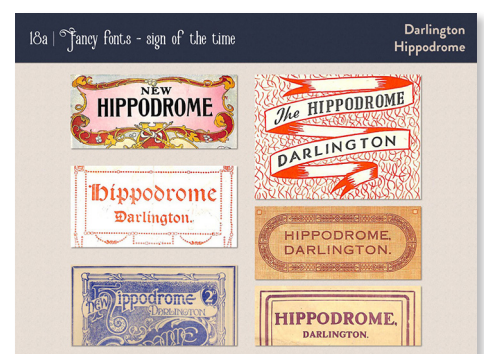 18a | Fancy fonts - sign of the time
Darlington
Hippodrome
NEW
HIPPODROME
The HIPPODROME
DARLINGTON
Hippodrome
Darlington.
HIPPODROME,
DARLINGTON.
New Hippodrome 2
DARLINGTON
HIPPODROME,
DARLINGTON.